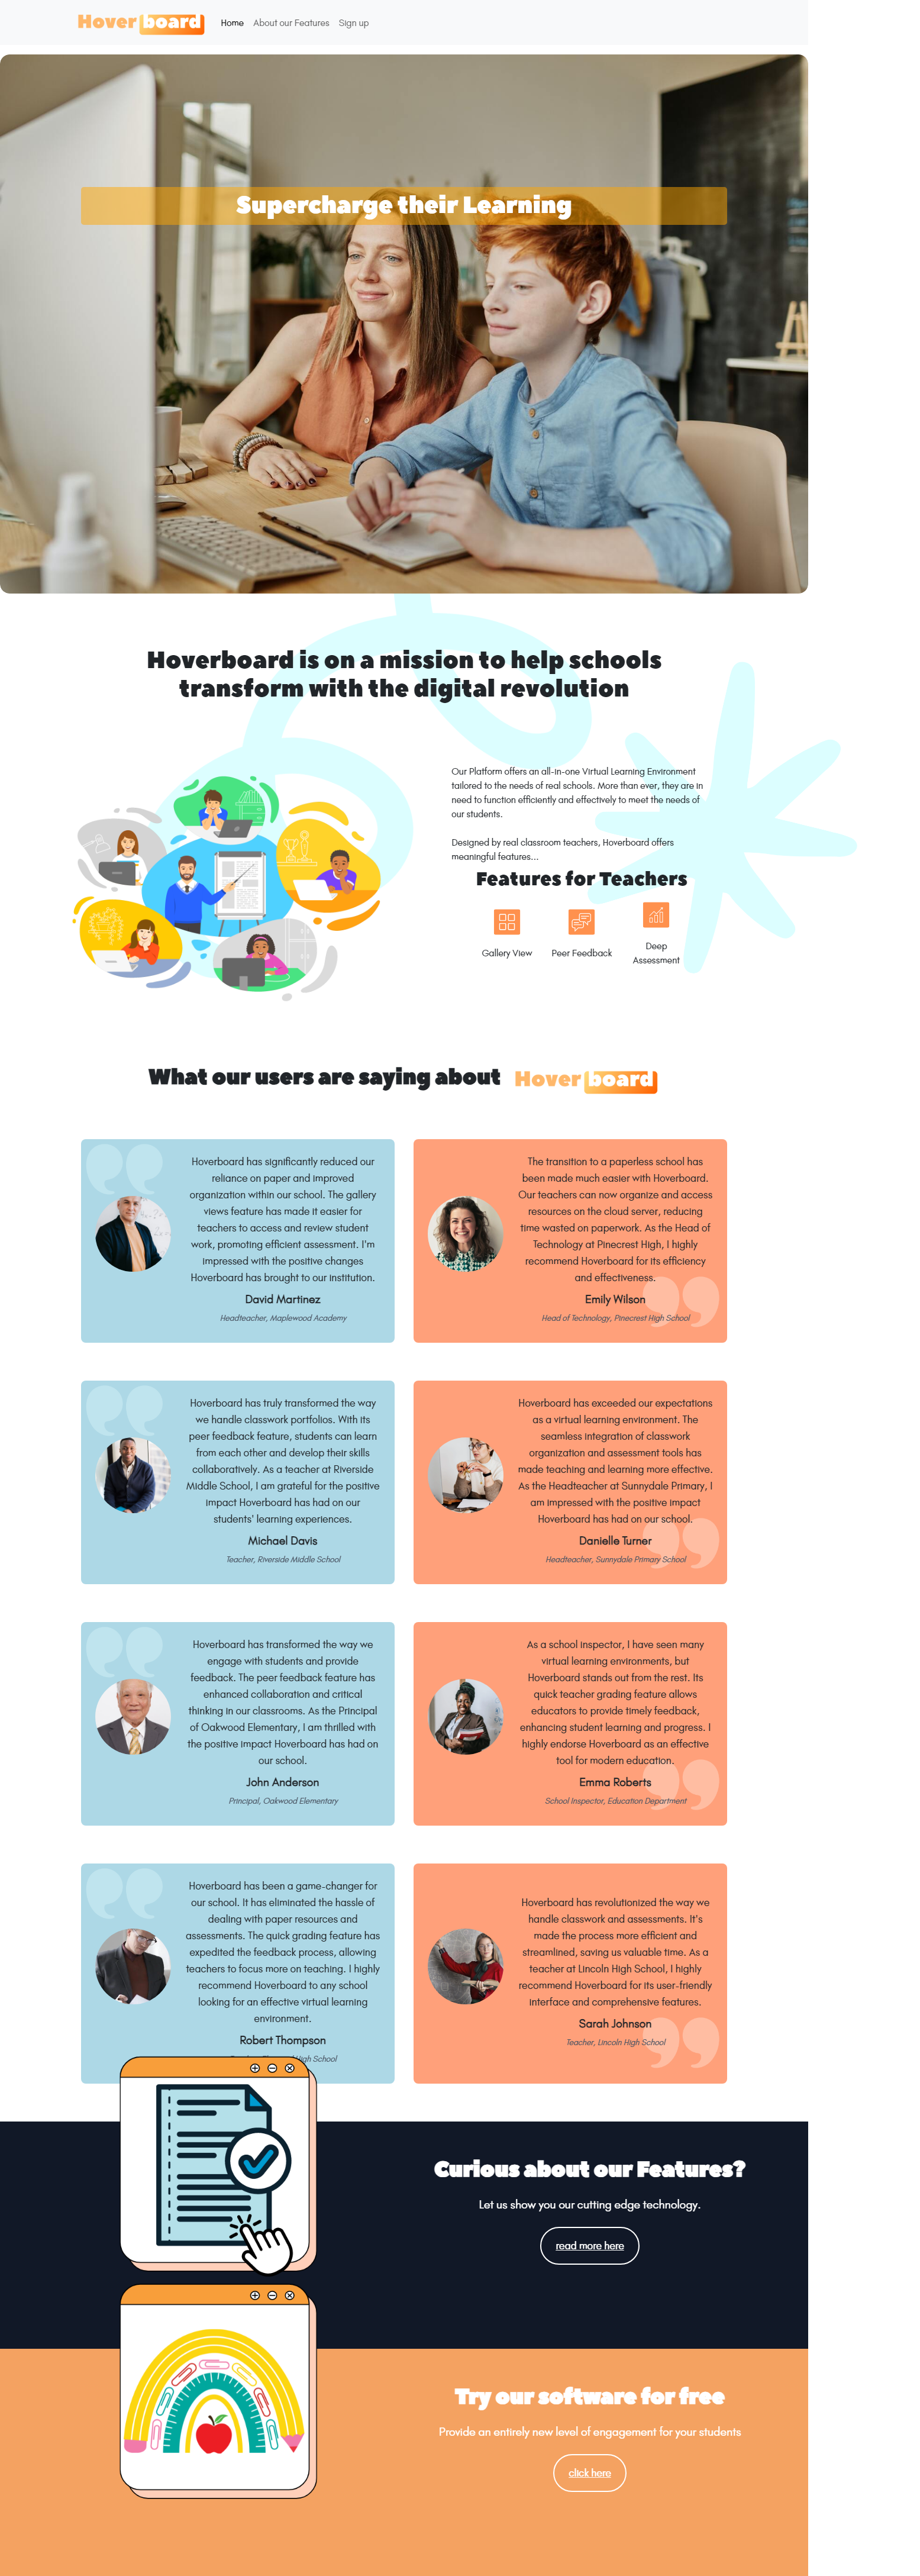 Hover board
Home
About our Features
Sign up
Supercharge their Learning
Hoverboard is on a mission to help schools
transform with the digital revolution
Our Platform offers an all-in-one Virtual Learning Environment
tailored to the needs of real schools. More than ever, they are in
need to function efficiently and effectively to meet the needs of
our students.
Designed by real classroom teachers, Hoverboard offers
meaningful features...
Features for Teachers
Gallery View
Peer Feedback
Deep
Assessment
What our users are saying about Hover board
Hoverboard has significantly reduced our
reliance on paper and improved
organization within our school. The gallery
views feature has made it easier for
teachers to access and review student
work, promoting efficient assessment. I'm
impressed with the positive changes
Hoverboard has brought to our institution.
David Martinez
Headteacher, Maplewood Academy
The transition to a paperless school has
been made much easier with Hoverboard.
Our teachers can now organize and access
resources on the cloud server, reducing
time wasted on paperwork. As the Head of
Technology at Pinecrest High, I highly
recommend Hoverboard for its efficiency
and effectiveness.
Emily Wilson
Head of Technology, Pinecrest High School
Hoverboard has truly transformed the way
we handle classwork portfolios. With its
peer feedback feature, students can learn
from each other and develop their skills
collaboratively. As a teacher at Riverside
Middle School, I am grateful for the positive
impact Hoverboard has had on our
students' learning experiences.
Michael Davis
Teacher, Riverside Middle School
Hoverboard has exceeded our expectations
as a virtual learning environment. The
seamless integration of classwork
organization and assessment tools has
made teaching and learning more effective.
As the Headteacher at Sunnydale Primary, I
am impressed with the positive impact
Hoverboard has had on our school.
Danielle Turner
Headteacher, Sunnydale Primary School
Hoverboard has transformed the way we
engage with students and provide
feedback. The peer feedback feature has
enhanced collaboration and critical
thinking in our classrooms. As the Principal
of Oakwood Elementary, I am thrilled with
the positive impact Hoverboard has had on
our school.
John Anderson
Principal, Oakwood Elementary
As a school inspector, I have seen many
virtual learning environments, but
Hoverboard stands out from the rest. Its
quick teacher grading feature allows
educators to provide timely feedback,
enhancing student learning and progress. I
highly endorse Hoverboard as an effective
tool for modern education.
Emma Roberts
School Inspector, Education Department
Hoverboard has been a game-changer for
our school. It has eliminated the hassle of
dealing with paper resources and
assessments. The quick grading feature has
expedited the feedback process, allowing
teachers to focus more on teaching. I highly
recommend Hoverboard to any school
looking for an effective virtual learning
environment.
Robert Thompson
High School
Hoverboard has revolutionized the way we
handle classwork and assessments. It's
made the process more efficient and
streamlined, saving us valuable time. As a
teacher at Lincoln High School, I highly
recommend Hoverboard for its user-friendly
interface and comprehensive features.
Sarah Johnson
Teacher, Lincoln High School
Curious about our Features?
Let us show you our cutting edge technology.
read more here
Try our software for free
Provide an entirely new level of engagement for your students
click here